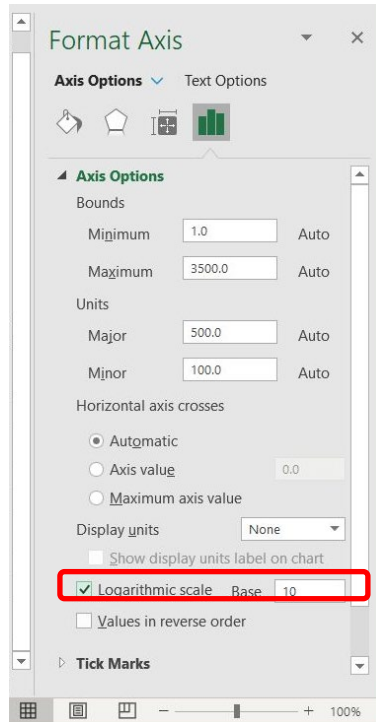 Format Axis
Axis Options Text Options
Axis Options
Bounds
Minimum 1.0 Auto
Maximum 3500.0 Auto
Units
Major 500.0 Auto
Minor 100.0 Auto
Horizontal axis crosses
Automatic
Axis value 0.0
Maximum axis value
Display units None
Show display units label on chart
Logarithmic scale Base 10
Values in reverse order
Tick Marks
100%